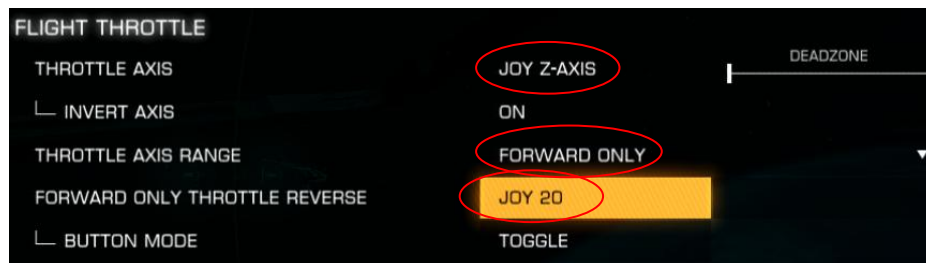 FLIGHT THROTTLE
THROTTLE AXIS JOY Z-AXIS DEADZONE
INVERT AXIS ON
THROTTLE AXIS RANGE FORWARD ONLY
FORWARD ONLY THROTTLE REVERSE JOY 20
BUTTON MODE TOGGLE